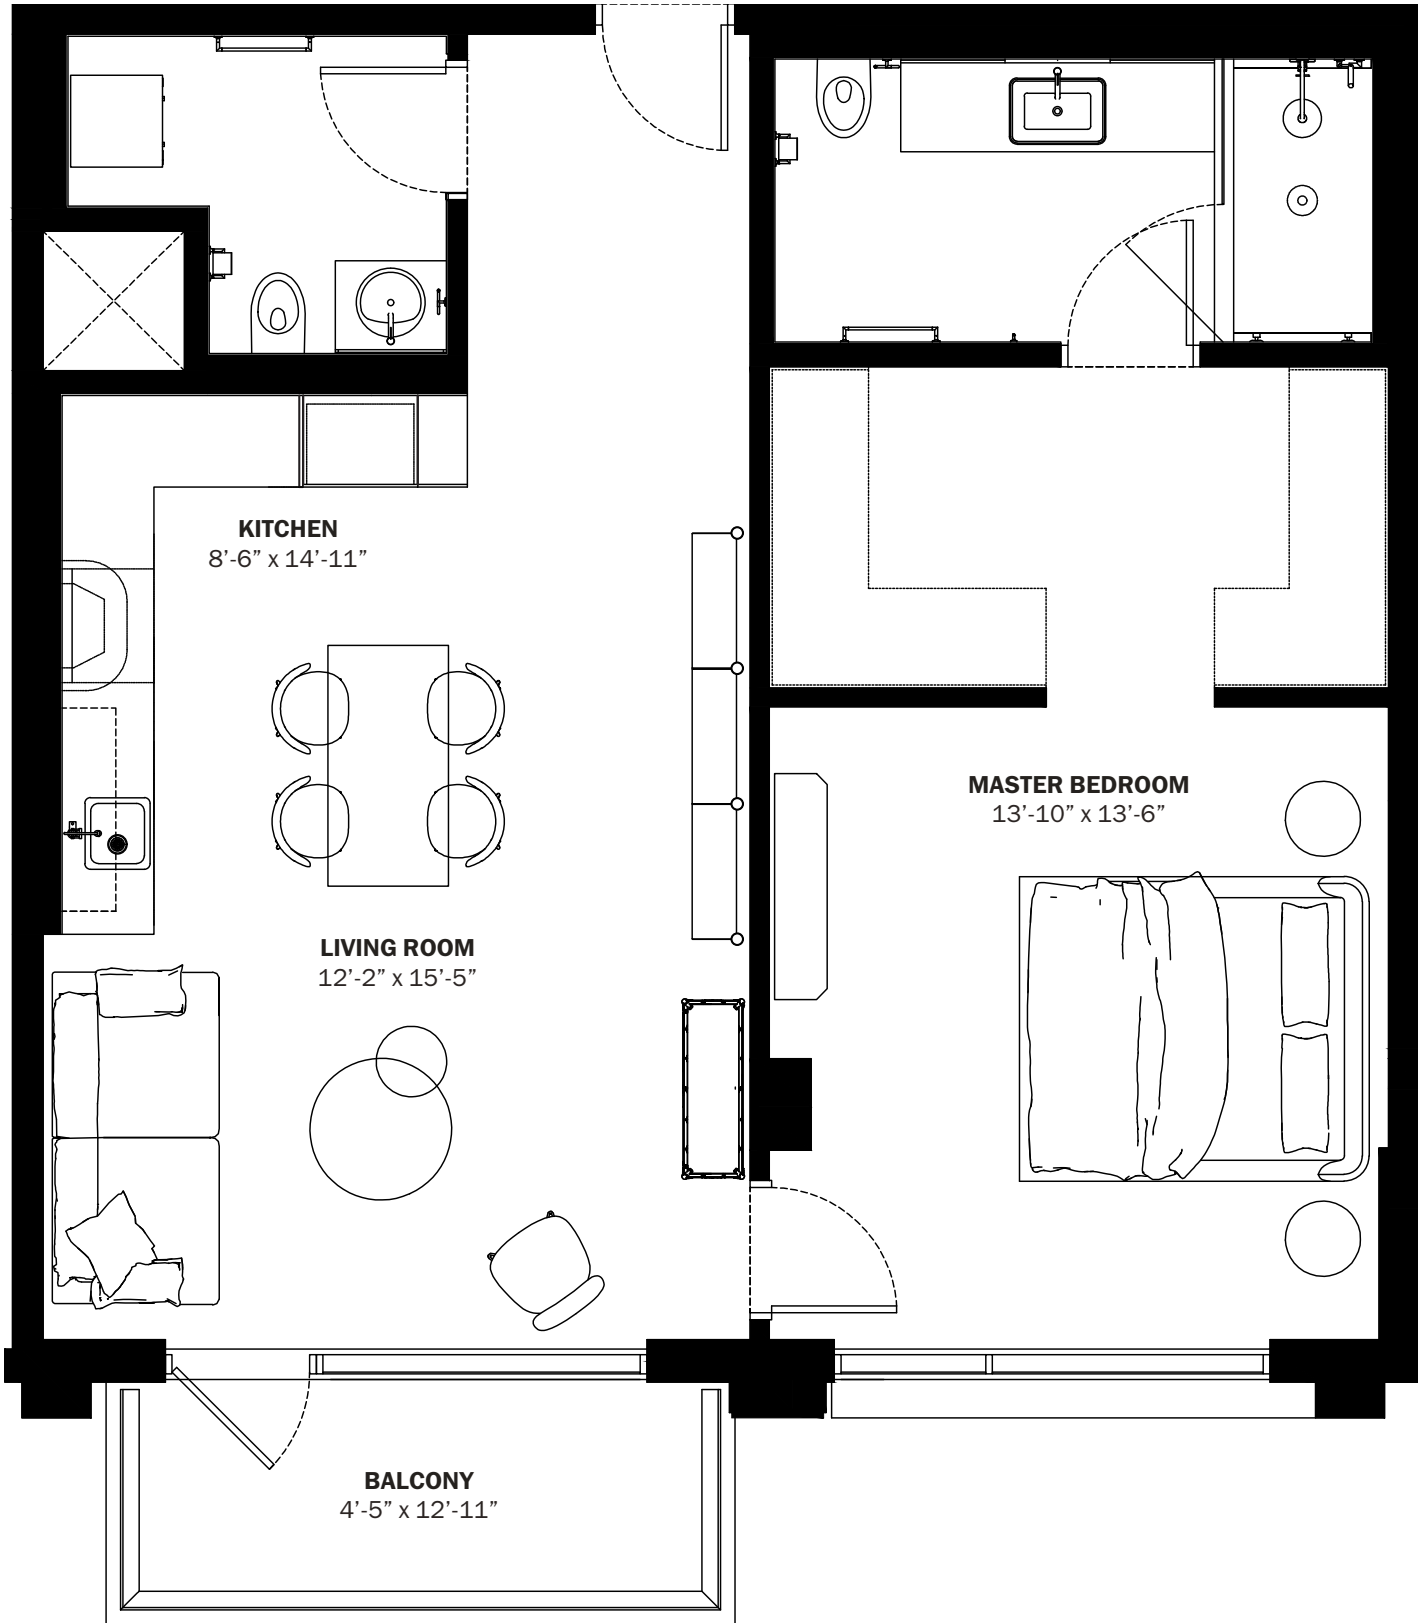 KITCHEN
8’-6” x 14’-11”
MASTER BEDROOM
13’-10” x 13’-6”
LIVING ROOM
12’-2” x 15’-5”
BALCONY
4’-5” x 12’-11”